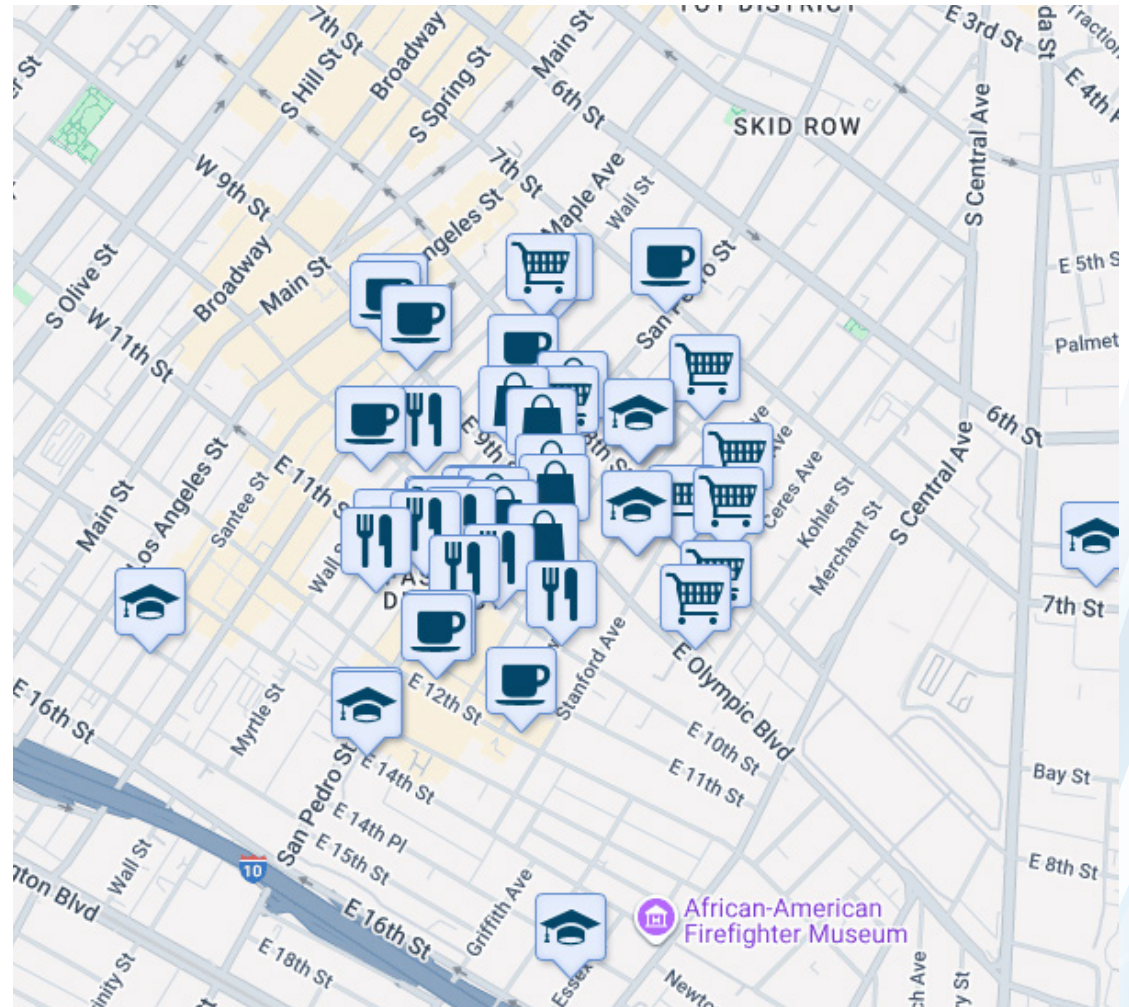 7th St
Broadway
Main St
E 3rd St
S Hill St
S Spring St
6th St
E 4th
SKID ROW
W 9th St
7th St
Maple Ave
Wall St
S Central Ave
S Olive St
Broadway
Main St
San Pedro St
E 5th S
W 11th St
Palmet
E 9th S
8th St
6th St
E 11th St
Main St
Los Angeles St
Santee St
Ceres Ave
Kohler St
Merchant St
S Central Ave
7th St
E 16th St
Myrtle St
E 12th St
Stanford Ave
E Olympic Blvd
E 10th St
E 11th St
San Pedro St
E 14th St
Bay St
E 14th Pl
E 15th St
Wall St
10
E 8th St
E 16th St
Griffith Ave
African-American
Firefighter Museum
E 18th St
Essex